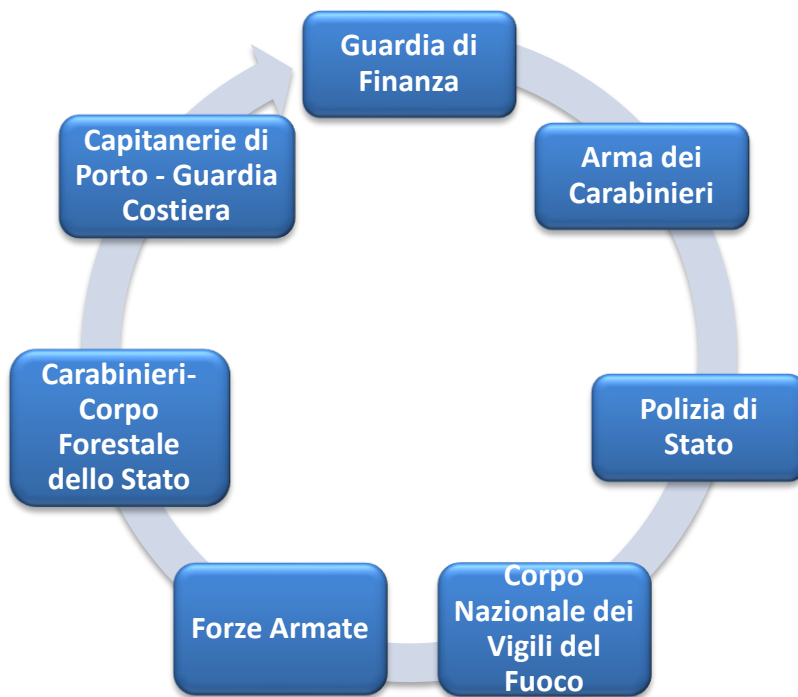 Guardia di
Finanza
Arma dei
Carabinieri
Polizia di
Stato
Corpo
Nazionale dei
Vigili del
Fuoco
Forze Armate
Carabinieri-
Corpo
Forestale
dello Stato
Capitanerie di
Porto - Guardia
Costiera